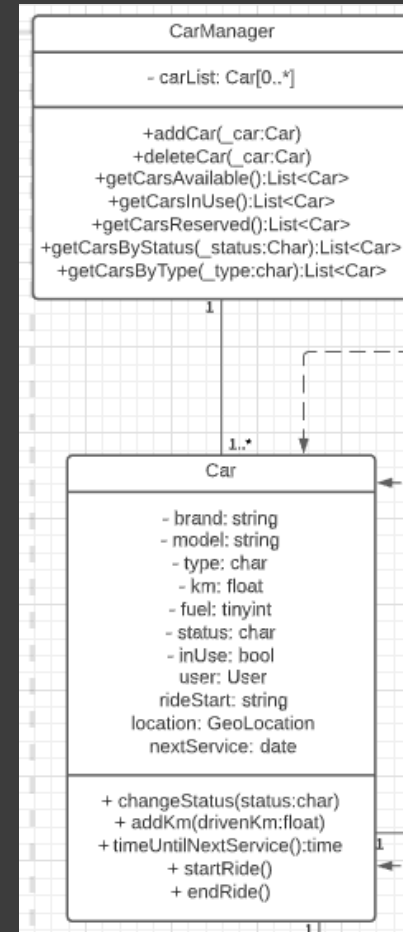 CarManager
- carList: Car[0..*]
+addCar(_car:Car)
+deleteCar(_car:Car)
+getCarsAvailable():List<Car>
+getCarsInUse():List<Car>
+getCarsReserved():List<Car>
+getCarsByStatus(_status:Char):List<Car>
+getCarsByType(_type:char):List<Car>
1
1..*
Car
- brand: string
- model: string
- type: char
- km: float
- fuel: tinyint
- status: char
- inUse: bool
user: User
rideStart: string
location: GeoLocation
nextService: date
+ changeStatus(status:char)
+ addKm(drivenKm:float)
+ timeUntilNextService():time
1
+ startRide()
+ endRide()
1